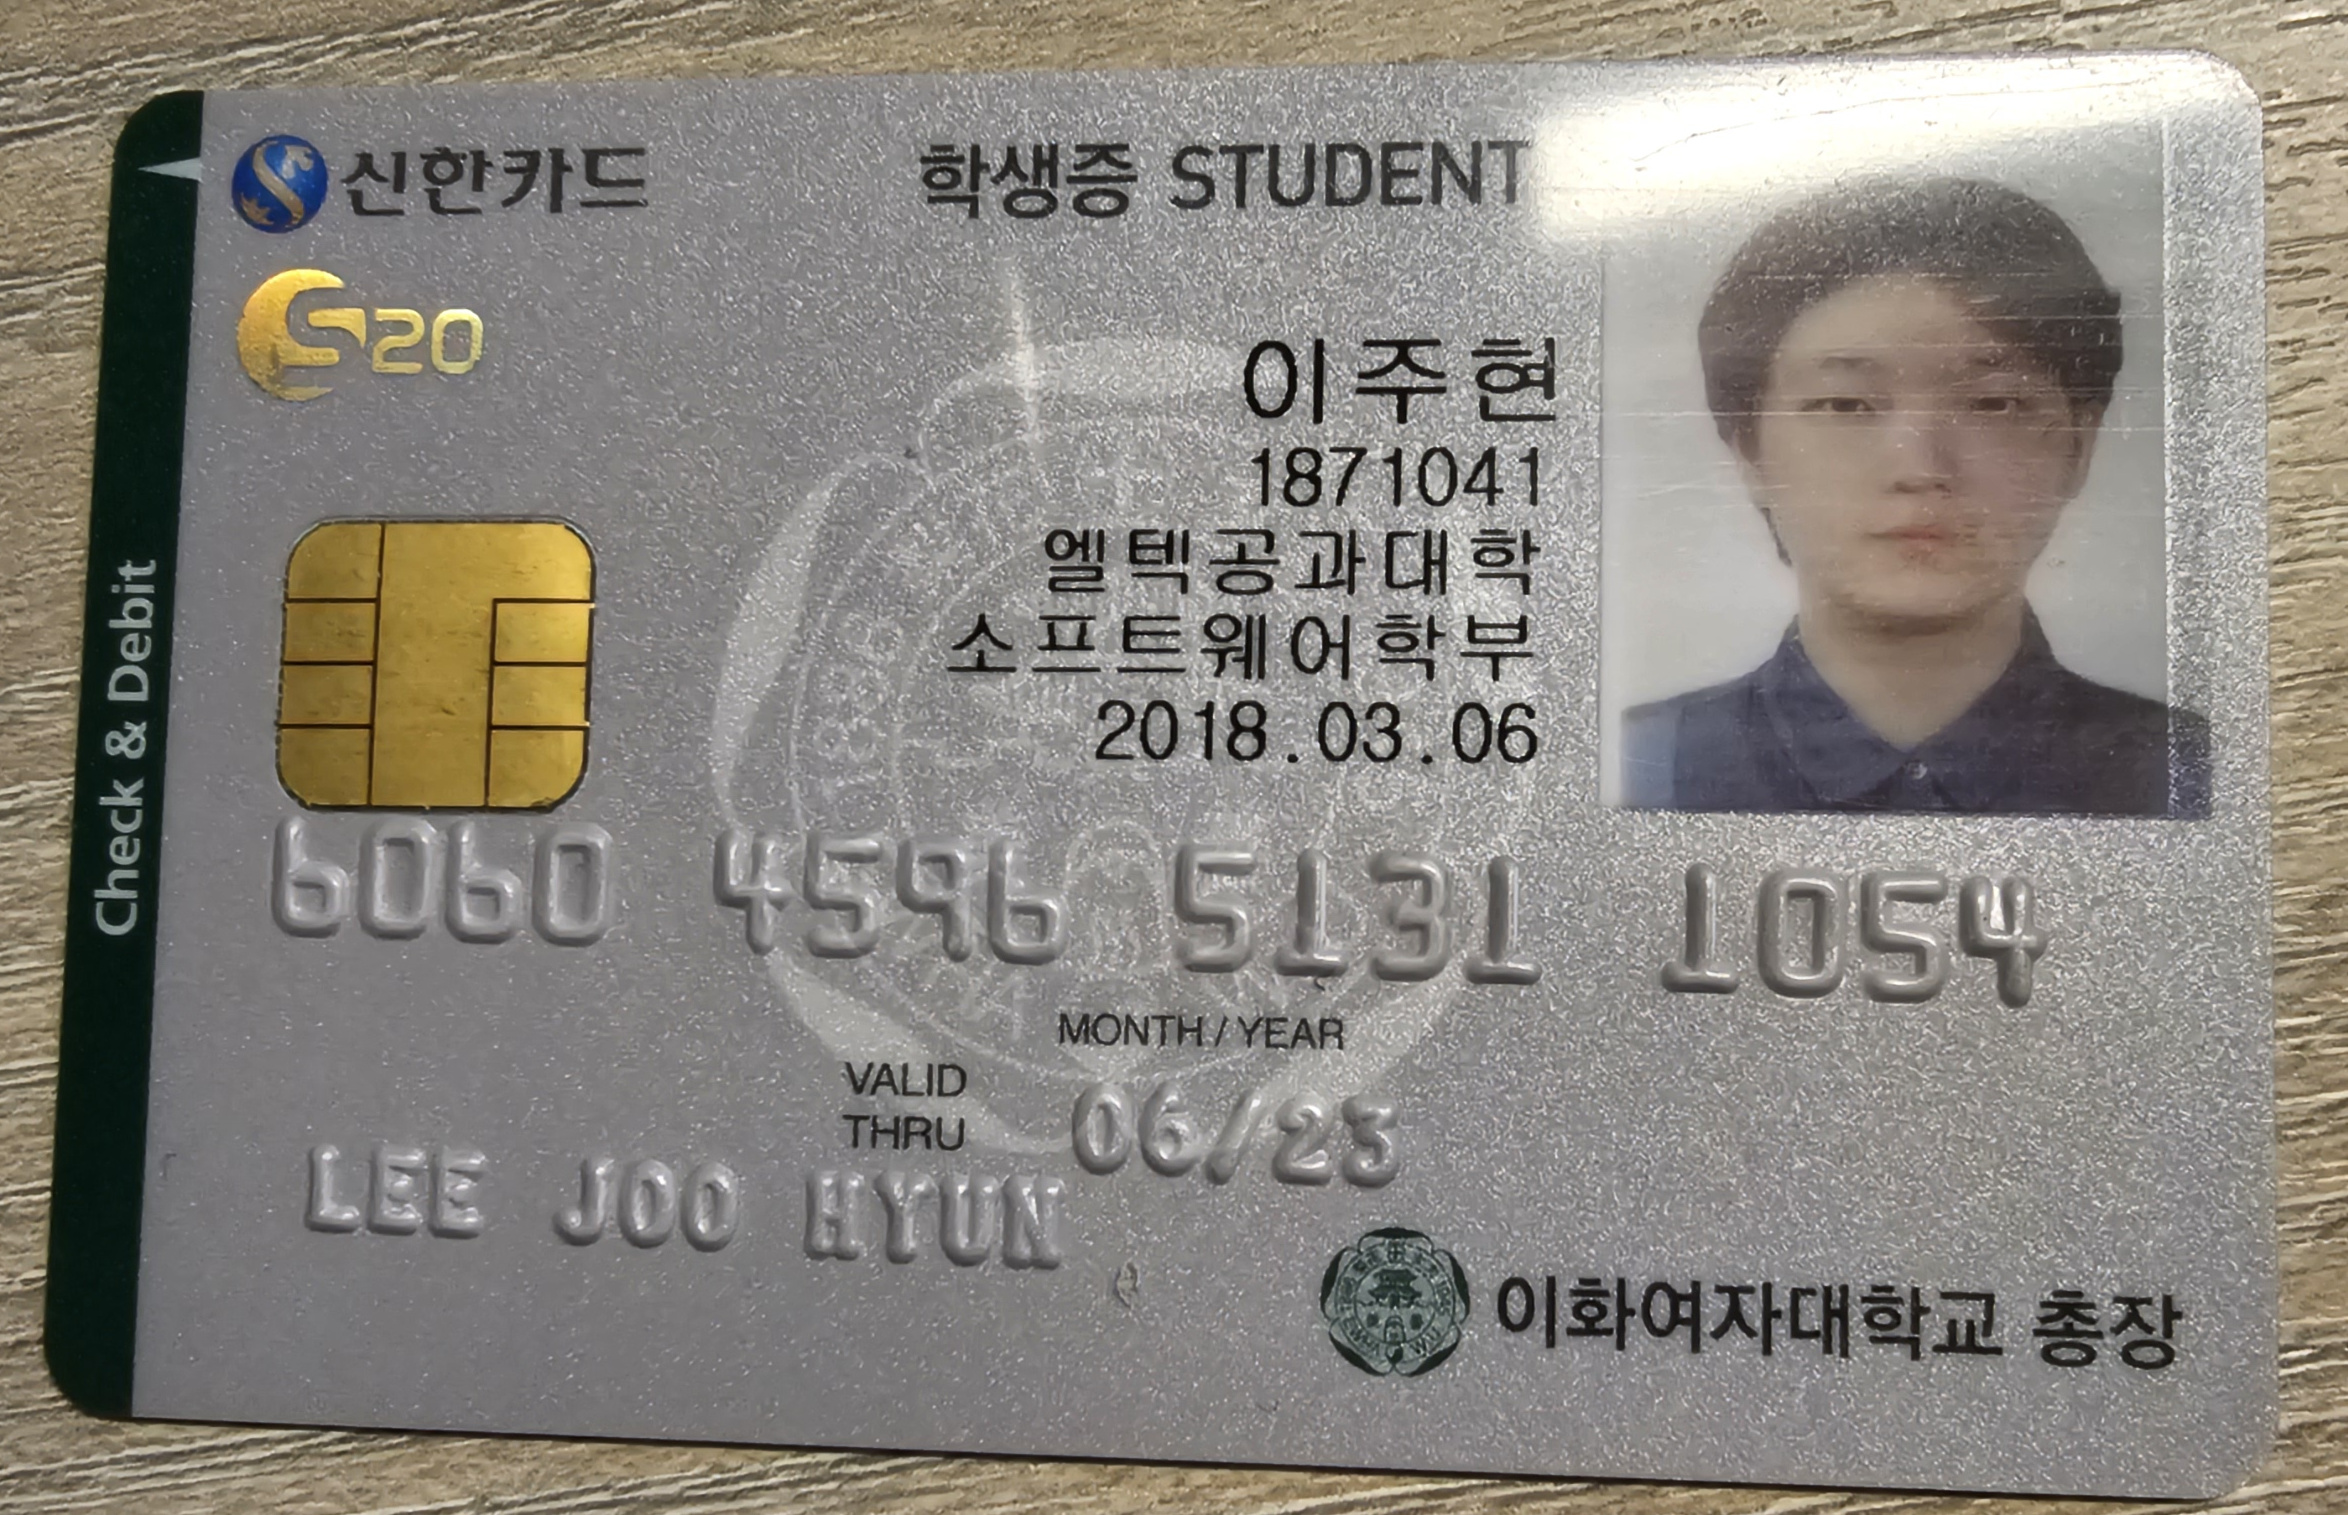 신한카드
학생증 STUDENT
S20
이주현
1871041
엘텍공과대학
소프트웨어학부
2018.03.06
Check & Debit
6060 4596 5131 1054
MONTH / YEAR
VALID THRU 06/23
LEE JOO HYUN
이화여자대학교 총장